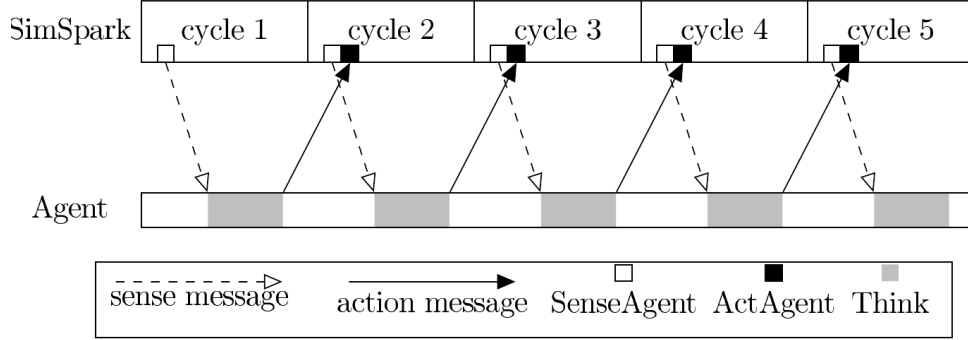 SimSpark cycle 1 cycle 2 cycle 3 cycle 4 cycle 5
Agent
sense message action message SenseAgent ActAgent Think